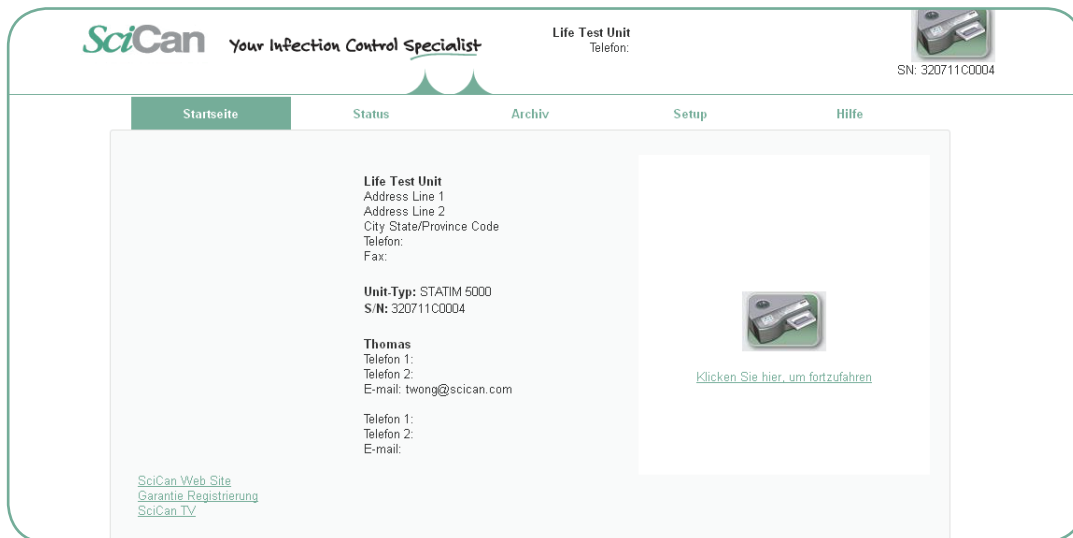 SciCan Your Infection Control Specialist
Life Test Unit
Telefon:
SN: 320711C0004
Startseite Status Archiv Setup Hilfe
Life Test Unit
Address Line 1
Address Line 2
City State/Province Code
Telefon:
Fax:
Unit-Typ: STATIM 5000
S/N: 320711C0004
Thomas
Telefon 1:
Telefon 2:
E-mail: twong@scican.com
Telefon 1:
Telefon 2:
E-mail:
Klicken Sie hier, um fortzufahren
SciCan Web Site
Garantie Registrierung
SciCan TV